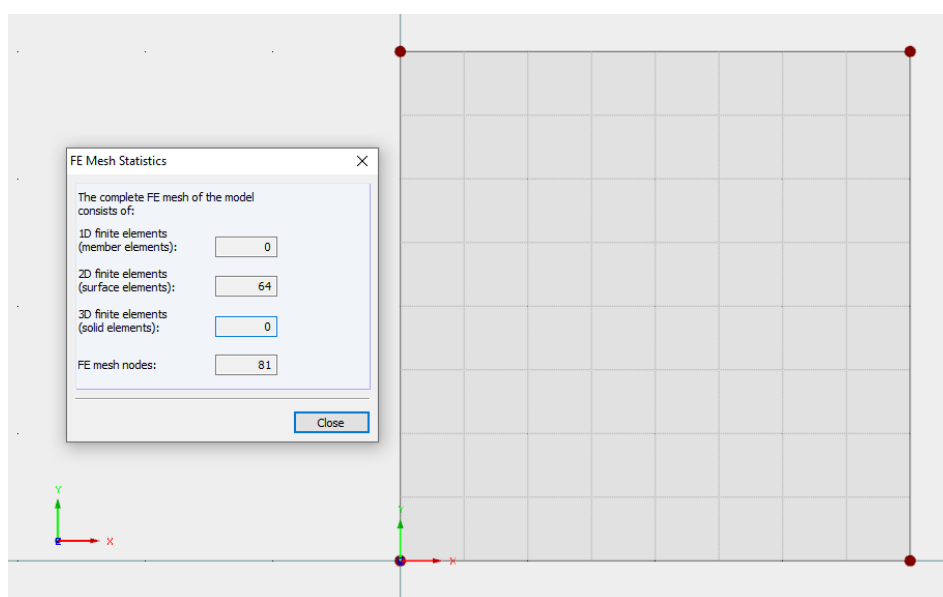 FE Mesh Statistics
The complete FE mesh of the model
consists of:
1D finite elements
(member elements):
0
2D finite elements
(surface elements):
64
3D finite elements
(solid elements):
0
FE mesh nodes:
81
Close
Y
X
Z
Y
X